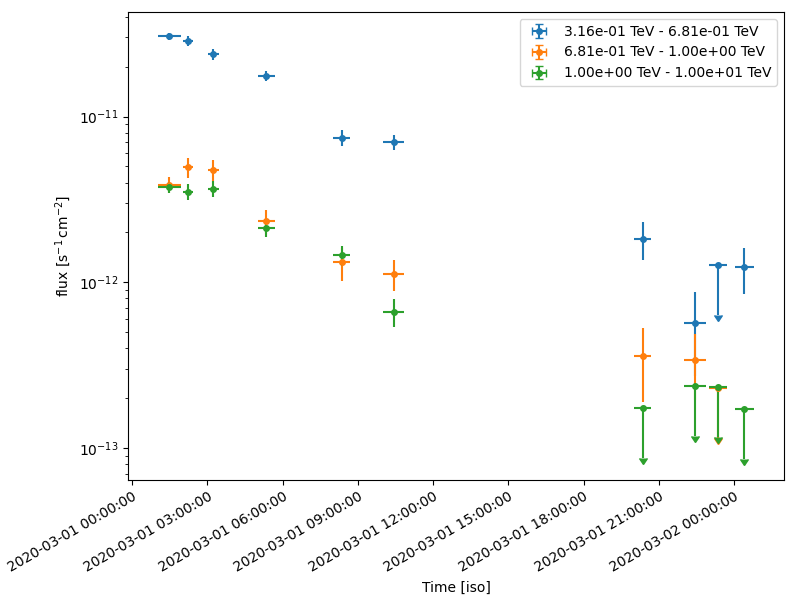 3.16e-01 TeV - 6.81e-01 TeV
6.81e-01 TeV - 1.00e+00 TeV
1.00e+00 TeV - 1.00e+01 TeV
flux [s⁻¹cm⁻²]
10⁻¹¹
10⁻¹²
10⁻¹³
2020-03-01 00:00:00
2020-03-01 03:00:00
2020-03-01 06:00:00
2020-03-01 09:00:00
2020-03-01 12:00:00
2020-03-01 15:00:00
2020-03-01 18:00:00
2020-03-01 21:00:00
2020-03-02 00:00:00
Time [iso]